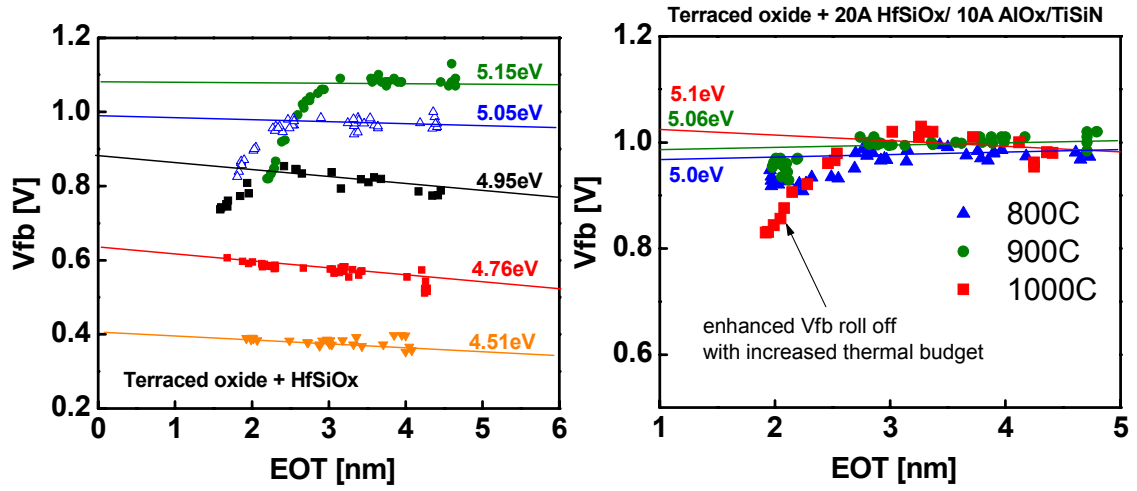 1.2
1.0
0.8
0.6
0.4
0.2
Vfb [V]
5.15eV
5.05eV
4.95eV
4.76eV
4.51eV
Terraced oxide + HfSiOx
0 1 2 3 4 5 6
EOT [nm]
Terraced oxide + 20A HfSiOx/ 10A AlOx/TiSiN
1.2
1.0
0.8
0.6
Vfb [V]
5.1eV
5.06eV
5.0eV
800C
900C
1000C
enhanced Vfb roll off
with increased thermal budget
1 2 3 4 5
EOT [nm]